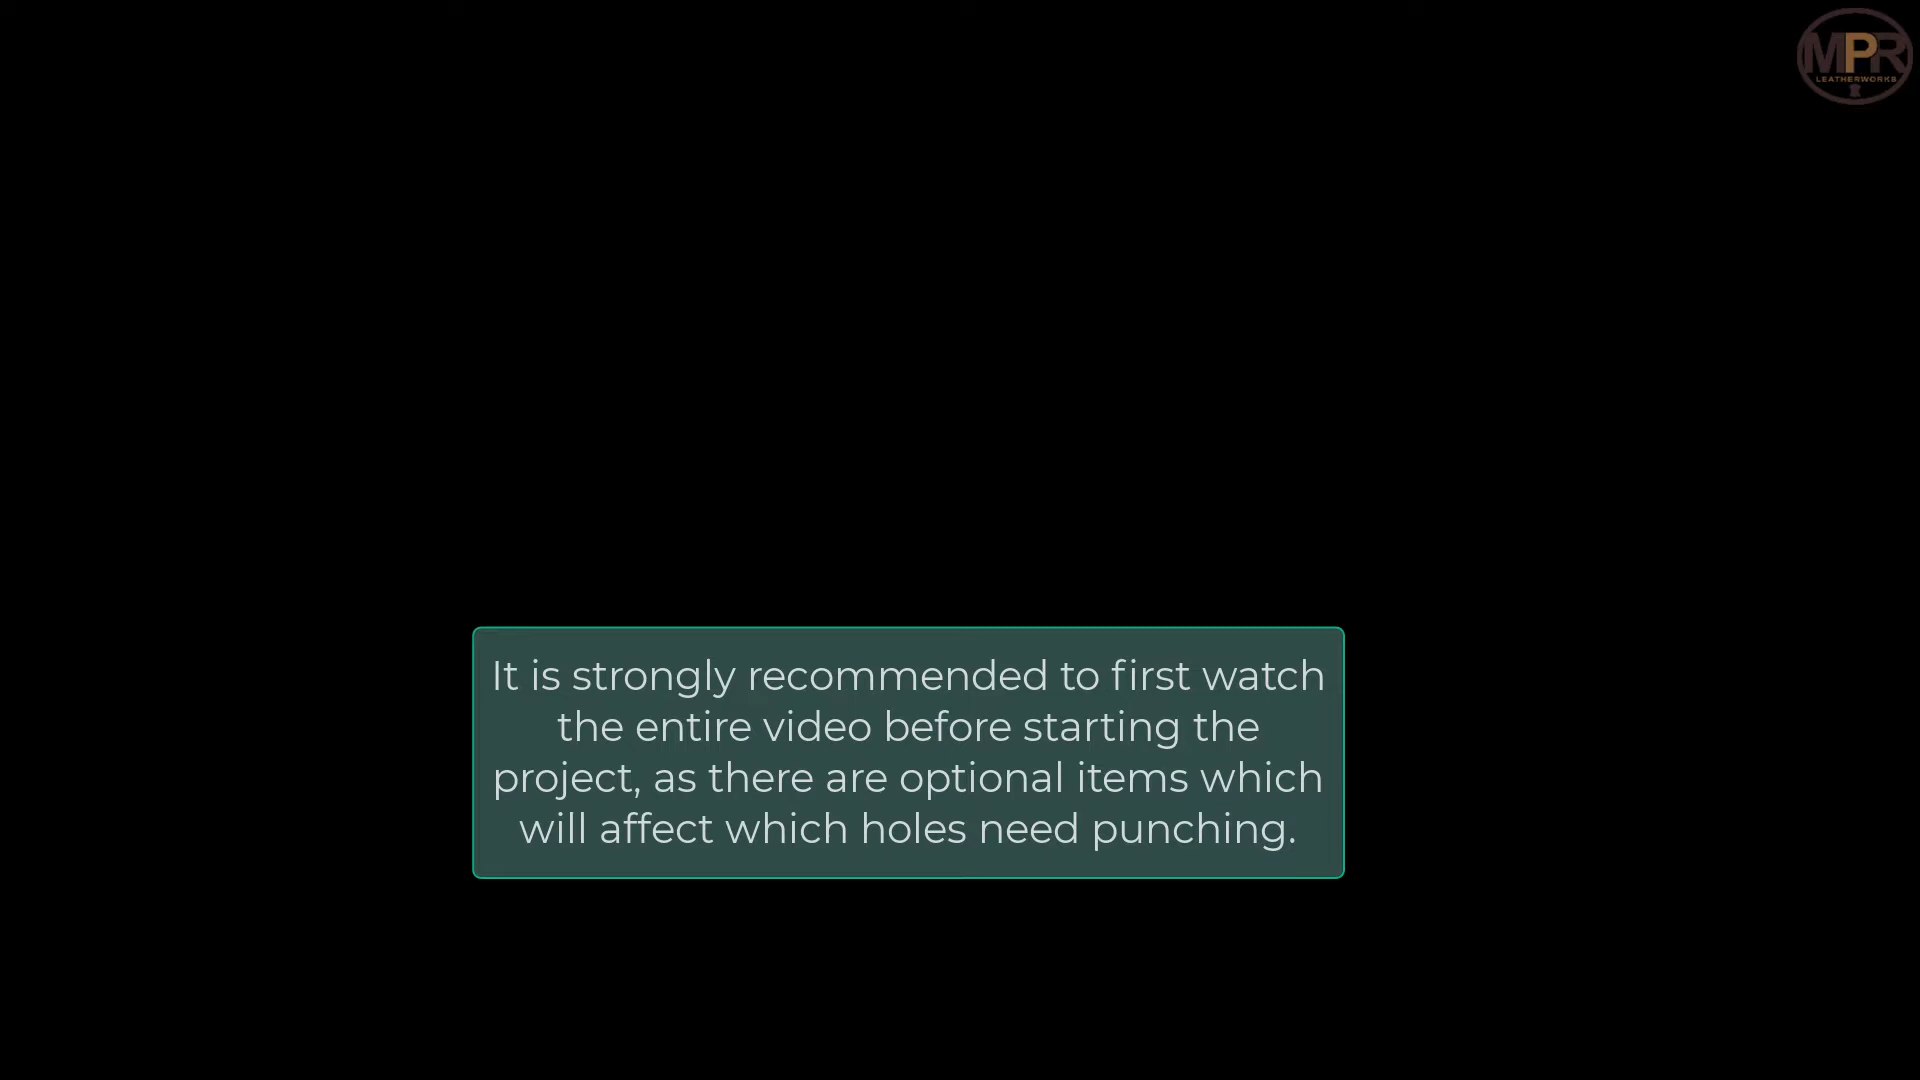 MPR
LEATHERWORKS
It is strongly recommended to first watch
the entire video before starting the
project, as there are optional items which
will affect which holes need punching.